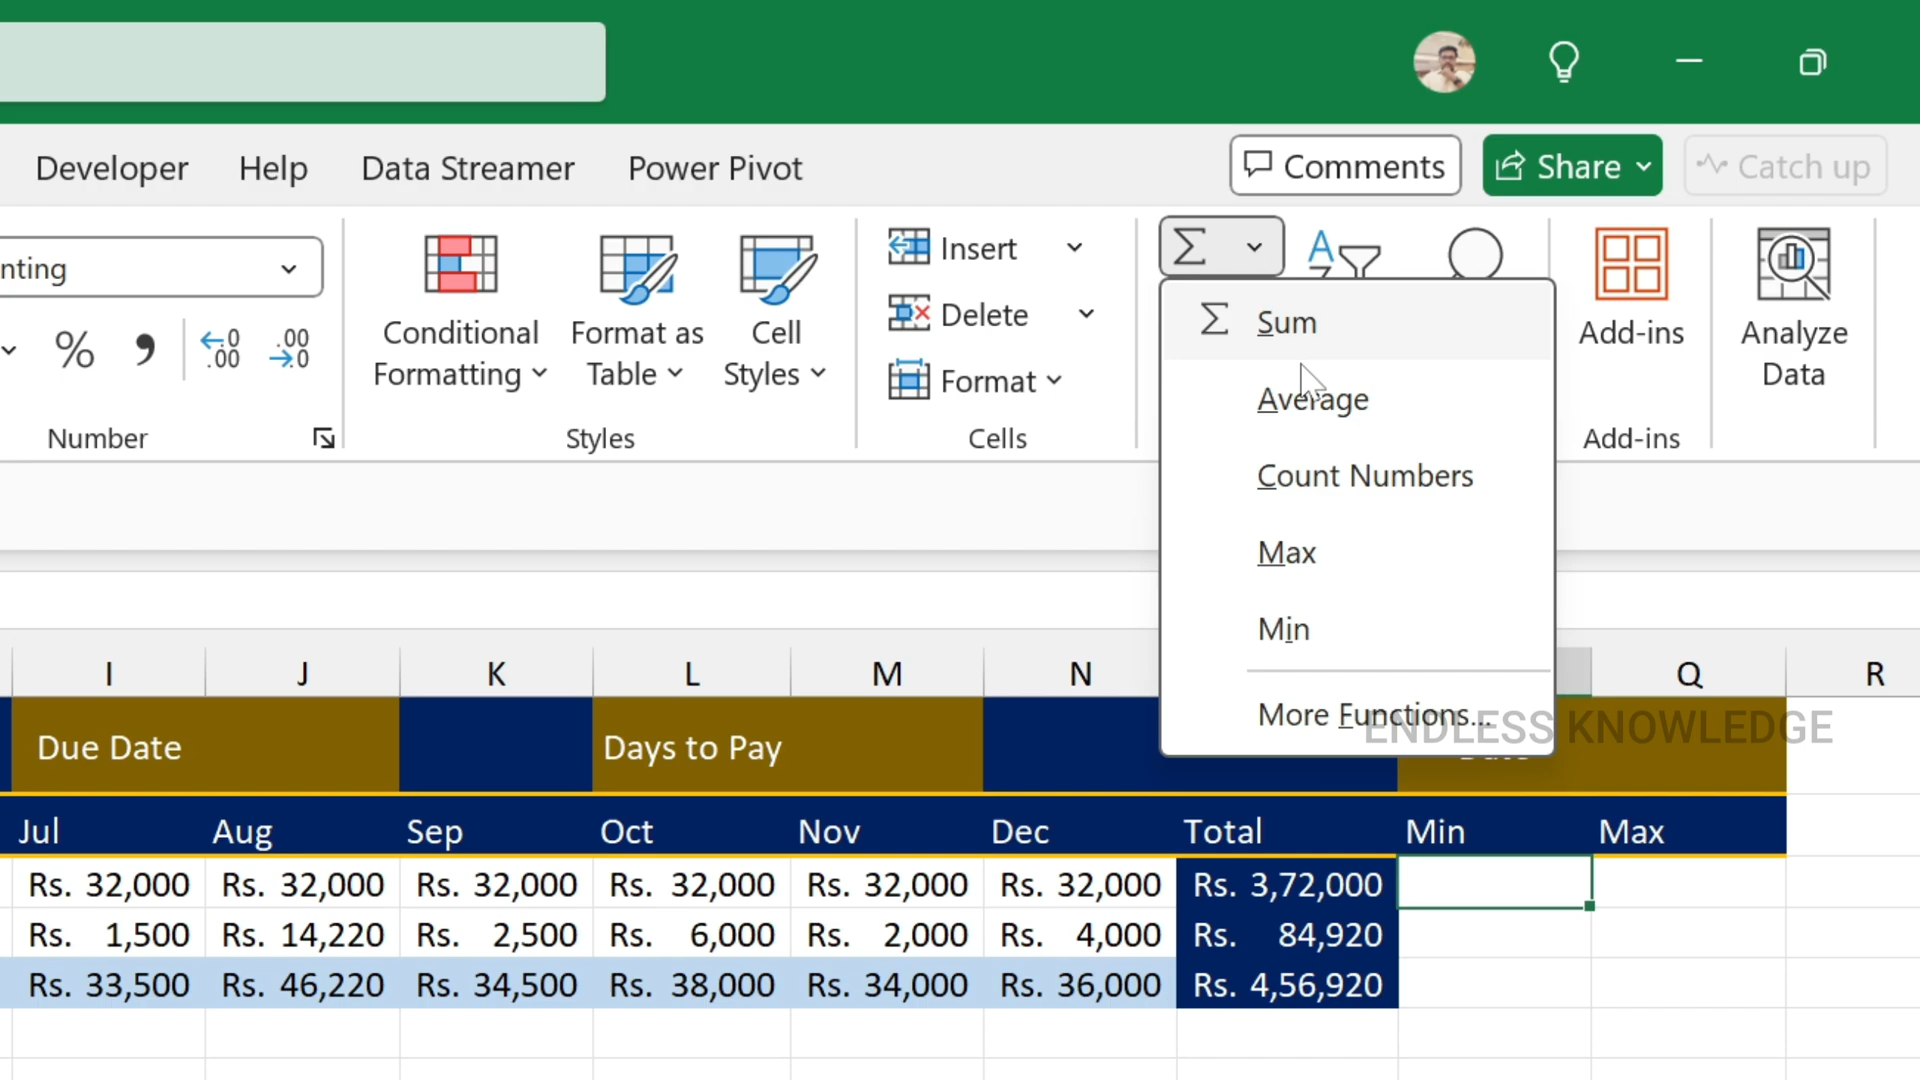 Developer Help Data Streamer Power Pivot Comments Share Catch up
nting
Insert
Delete
Format
Conditional
Formatting
Format as
Table
Cell
Styles
Add-ins
Analyze
Data
% , .0 .00 .00 .0
Number
Styles
Cells
Add-ins
Σ
A
Σ Sum
Average
Count Numbers
Max
Min
More Functions...
I J K L M N Q R
ENDLESS KNOWLEDGE
Due Date Days to Pay
Jul Aug Sep Oct Nov Dec Total Min Max
Rs. 32,000 Rs. 32,000 Rs. 32,000 Rs. 32,000 Rs. 32,000 Rs. 32,000 Rs. 3,72,000
Rs. 1,500 Rs. 14,220 Rs. 2,500 Rs. 6,000 Rs. 2,000 Rs. 4,000 Rs. 84,920
Rs. 33,500 Rs. 46,220 Rs. 34,500 Rs. 38,000 Rs. 34,000 Rs. 36,000 Rs. 4,56,920